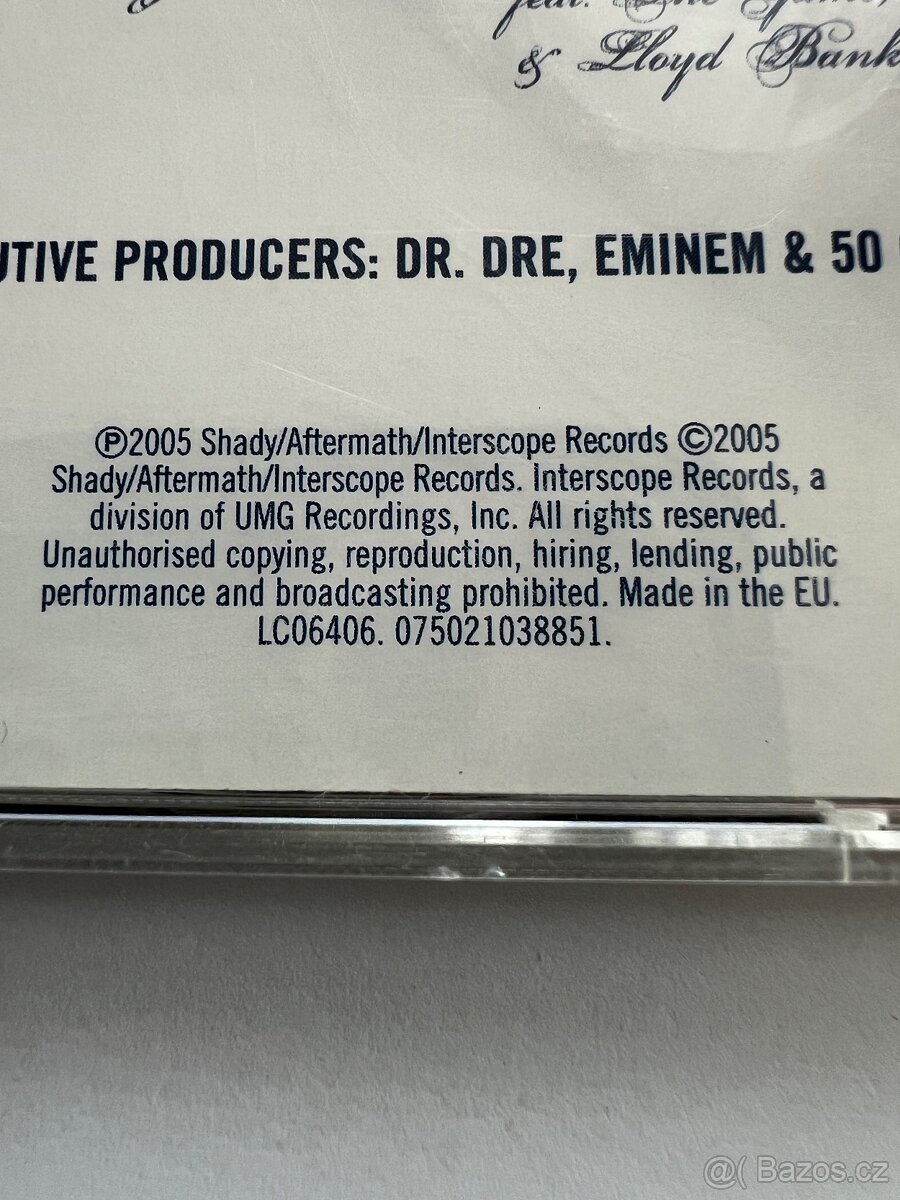 feat.
& Lloyd Bank
UTIVE PRODUCERS: DR. DRE, EMINEM & 50
Ⓟ2005 Shady/Aftermath/Interscope Records ©2005
Shady/Aftermath/Interscope Records. Interscope Records, a
division of UMG Recordings, Inc. All rights reserved.
Unauthorised copying, reproduction, hiring, lending, public
performance and broadcasting prohibited. Made in the EU.
LC06406. 075021038851.
@( Bazos.cz